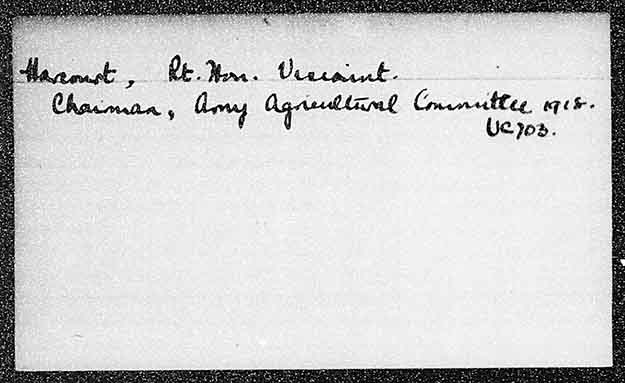 Harcourt, Rt. Hon. Viscount.
Chairman, Army Agricultural Committee 1918.
UC703.